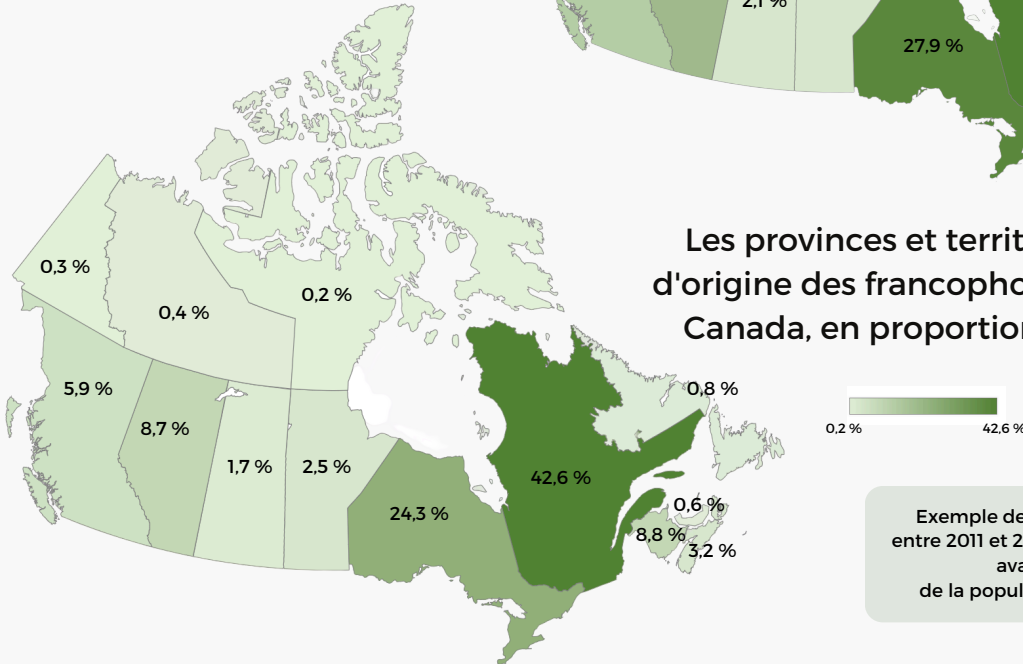 2,1 %
27,9 %
Les provinces et territ
d'origine des francopho
Canada, en proportion
0,3 %
0,4 %
0,2 %
5,9 %
8,7 %
1,7 %
2,5 %
24,3 %
42,6 %
0,8 %
0,6 %
8,8 %
3,2 %
0,2 %
42,6 %
Exemple de
entre 2011 et 2
ava
de la popul